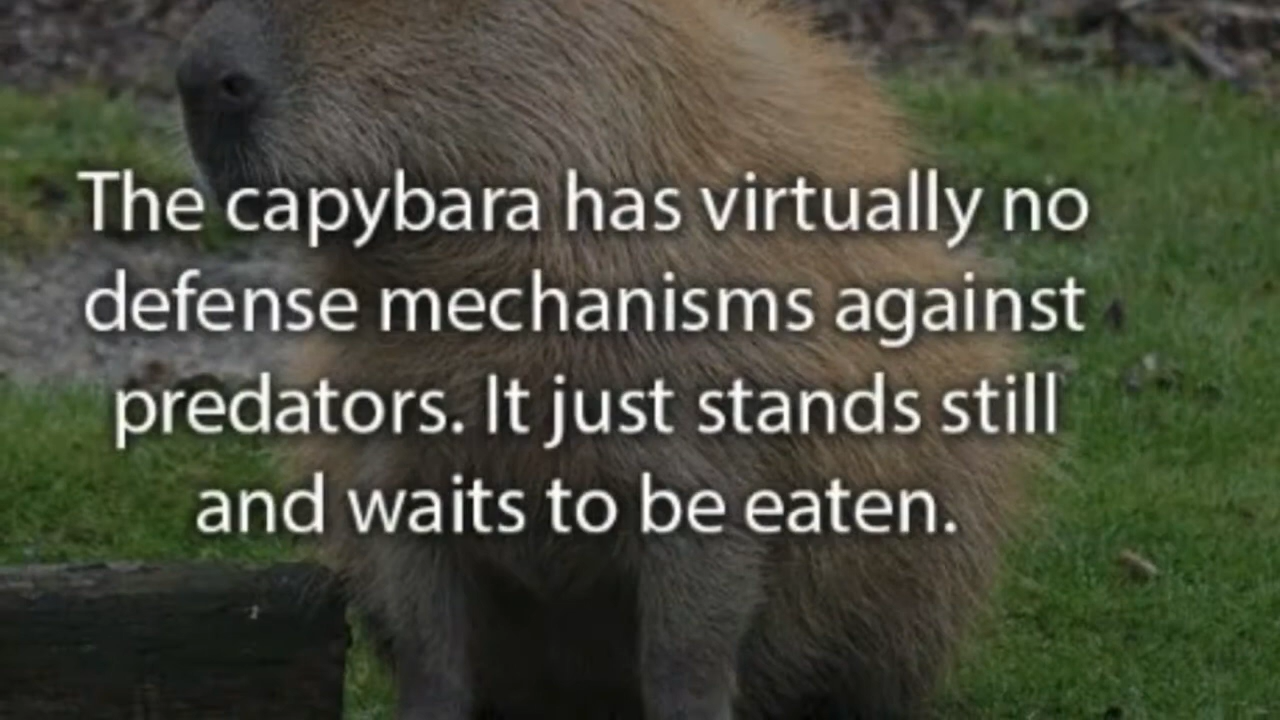 The capybara has virtually no
defense mechanisms against
predators. It just stands still
and waits to be eaten.